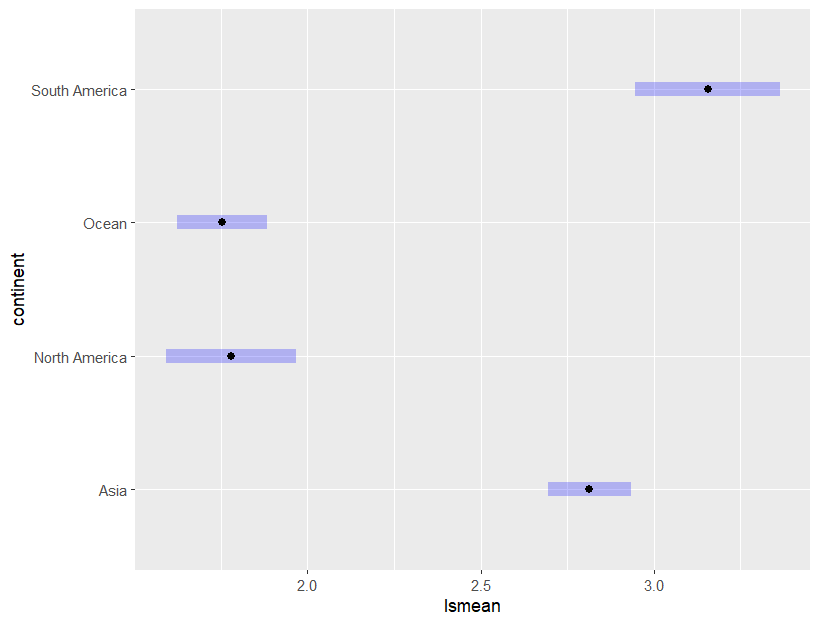 South America
Ocean
North America
Asia
continent
2.0 2.5 3.0
lsmean